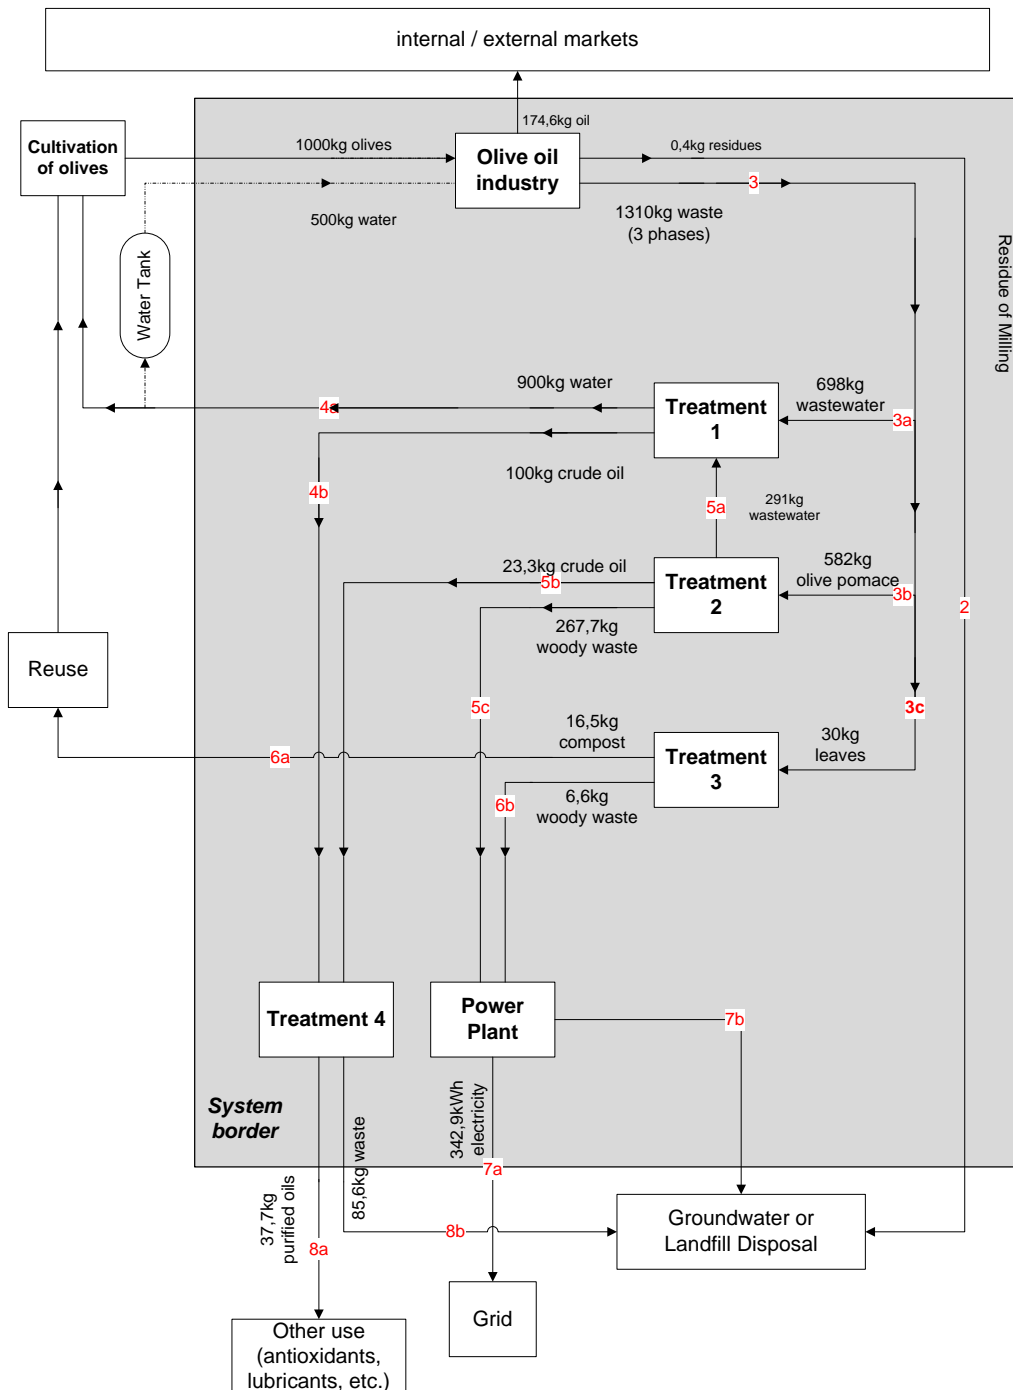 internal / external markets
174,6kg oil
Cultivation
of olives
1000kg olives
Olive oil
industry
0,4kg residues
3
500kg water
1310kg waste
(3 phases)
Water Tank
Residue of Milling
900kg water
Treatment
1
698kg
wastewater
4a
3a
100kg crude oil
4b
5a
291kg
wastewater
23,3kg crude oil
5b
Treatment
2
582kg
olive pomace
3b
2
267,7kg
woody waste
Reuse
5c
3c
16,5kg
compost
6a
Treatment
3
30kg
leaves
6,6kg
woody waste
6b
Treatment 4
Power
Plant
7b
System
border
85,6kg waste
342,9kWh
electricity
7a
37,7kg
purified oils
8a
8b
Groundwater or
Landfill Disposal
Grid
Other use
(antioxidants,
lubricants, etc.)